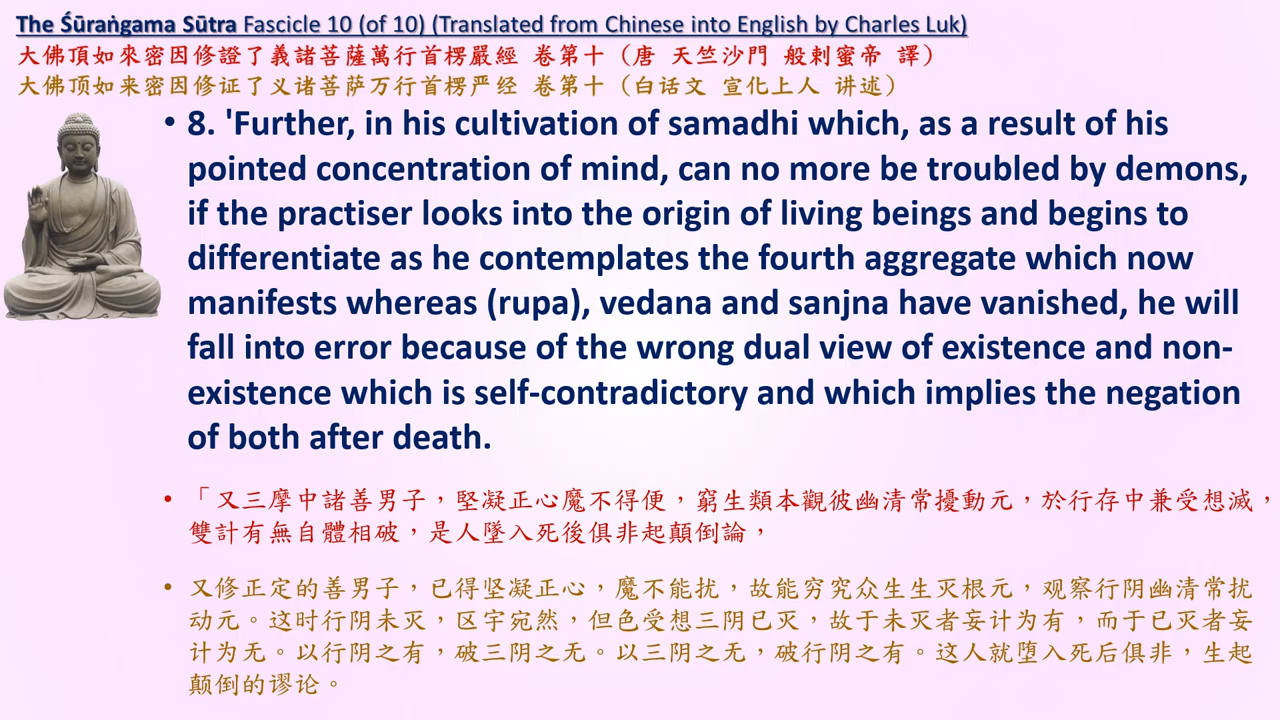 The Śūraṅgama Sūtra Fascicle 10 (of 10) (Translated from Chinese into English by Charles Luk)
大佛頂如來密因修證了義諸菩薩萬行首楞嚴經 卷第十（唐 天竺沙門 般剌蜜帝 譯）
大佛顶如来密因修证了义诸菩萨万行首楞严经 卷第十（白话文 宣化上人 讲述）
• 8. 'Further, in his cultivation of samadhi which, as a result of his
pointed concentration of mind, can no more be troubled by demons,
if the practiser looks into the origin of living beings and begins to
differentiate as he contemplates the fourth aggregate which now
manifests whereas (rupa), vedana and sanjna have vanished, he will
fall into error because of the wrong dual view of existence and non-
existence which is self-contradictory and which implies the negation
of both after death.
• 「又三摩中諸善男子，堅凝正心魔不得便，窮生類本觀彼幽清常擾動元，於行存中兼受想滅，
雙計有無自體相破，是人墜入死後俱非起顛倒論，
• 又修正定的善男子，已得坚凝正心，魔不能扰，故能穷究众生生灭根元，观察行阴幽清常扰
动元。这时行阴未灭，区宇宛然，但色受想三阴已灭，故于未灭者妄计为有，而于已灭者妄
计为无。以行阴之有，破三阴之无。以三阴之无，破行阴之有。这人就堕入死后俱非，生起
颠倒的谬论。